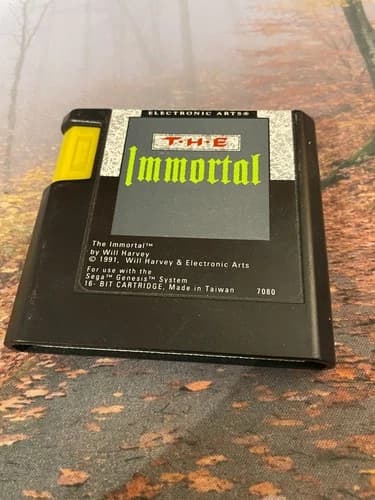 ELECTRONIC ARTS®
T·H·E
Immortal
The Immortal™
by Will Harvey
© 1991, Will Harvey & Electronic Arts
For use with the
Sega™ Genesis™ System
16- BIT CARTRIDGE, Made in Taiwan 7080